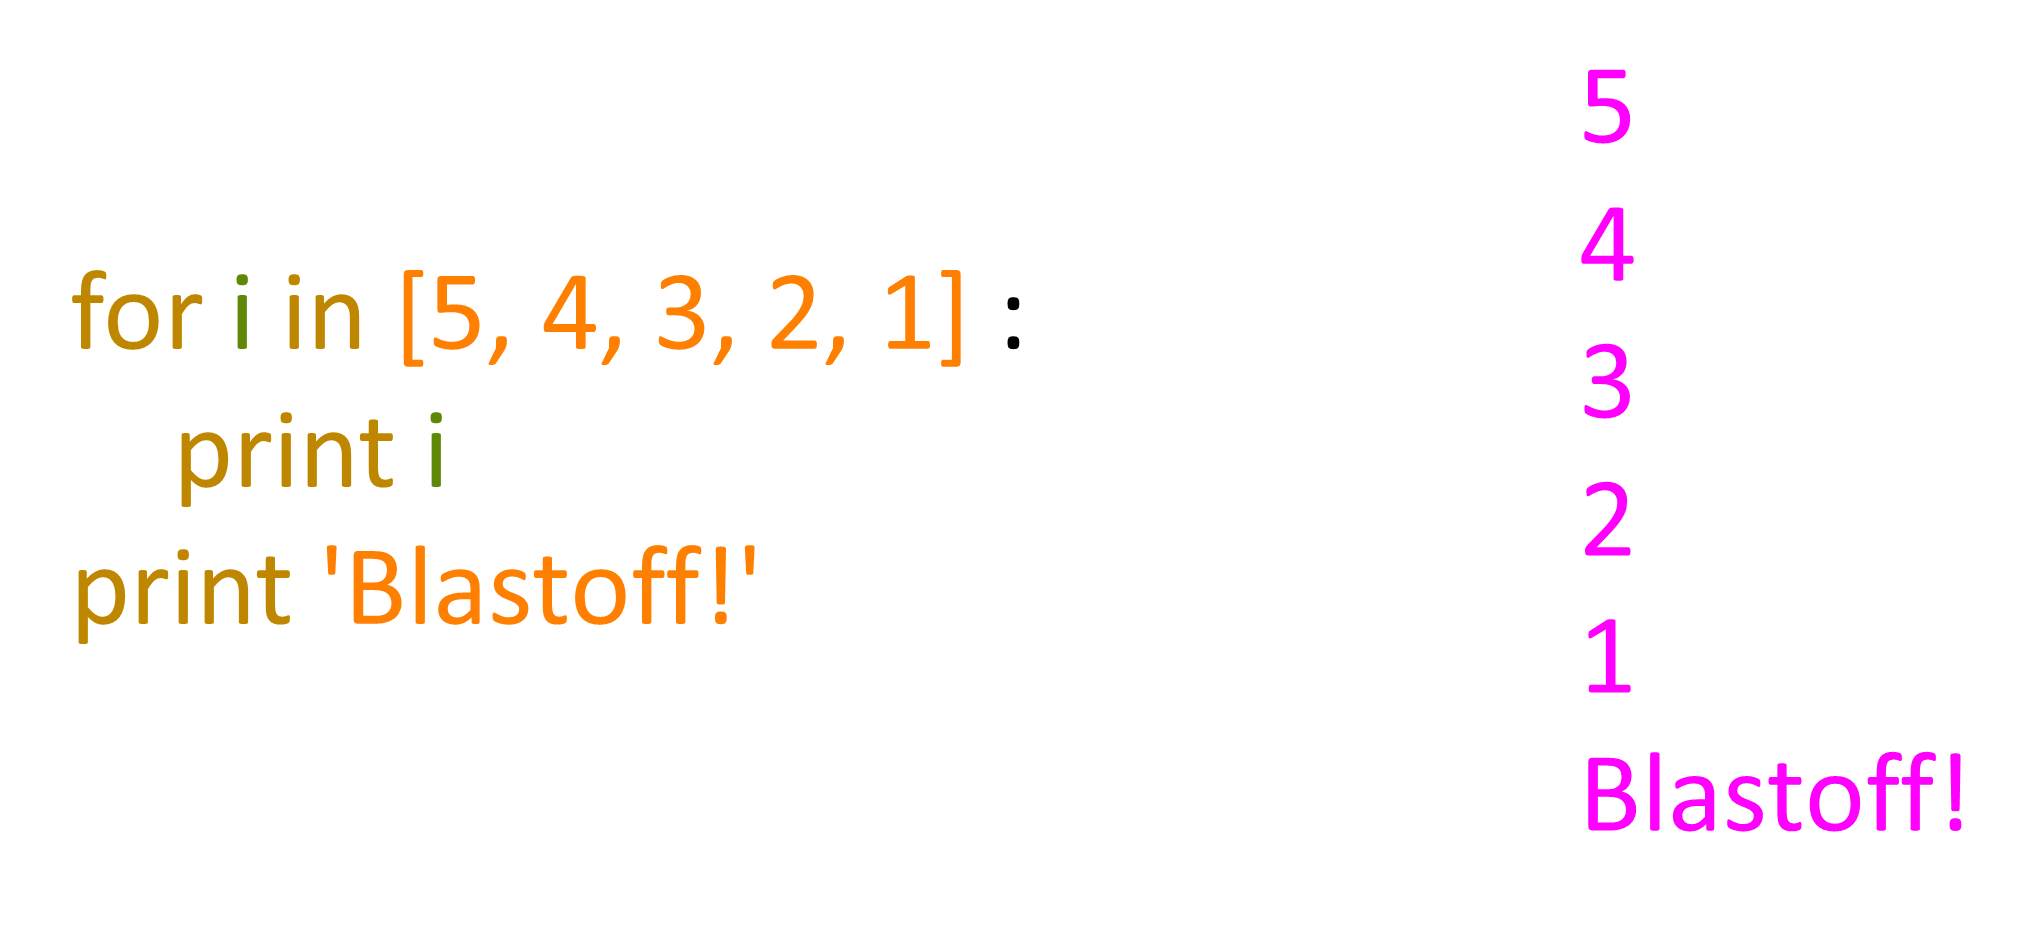 for i in [5, 4, 3, 2, 1] :
print i
print 'Blastoff!'
5
4
3
2
1
Blastoff!